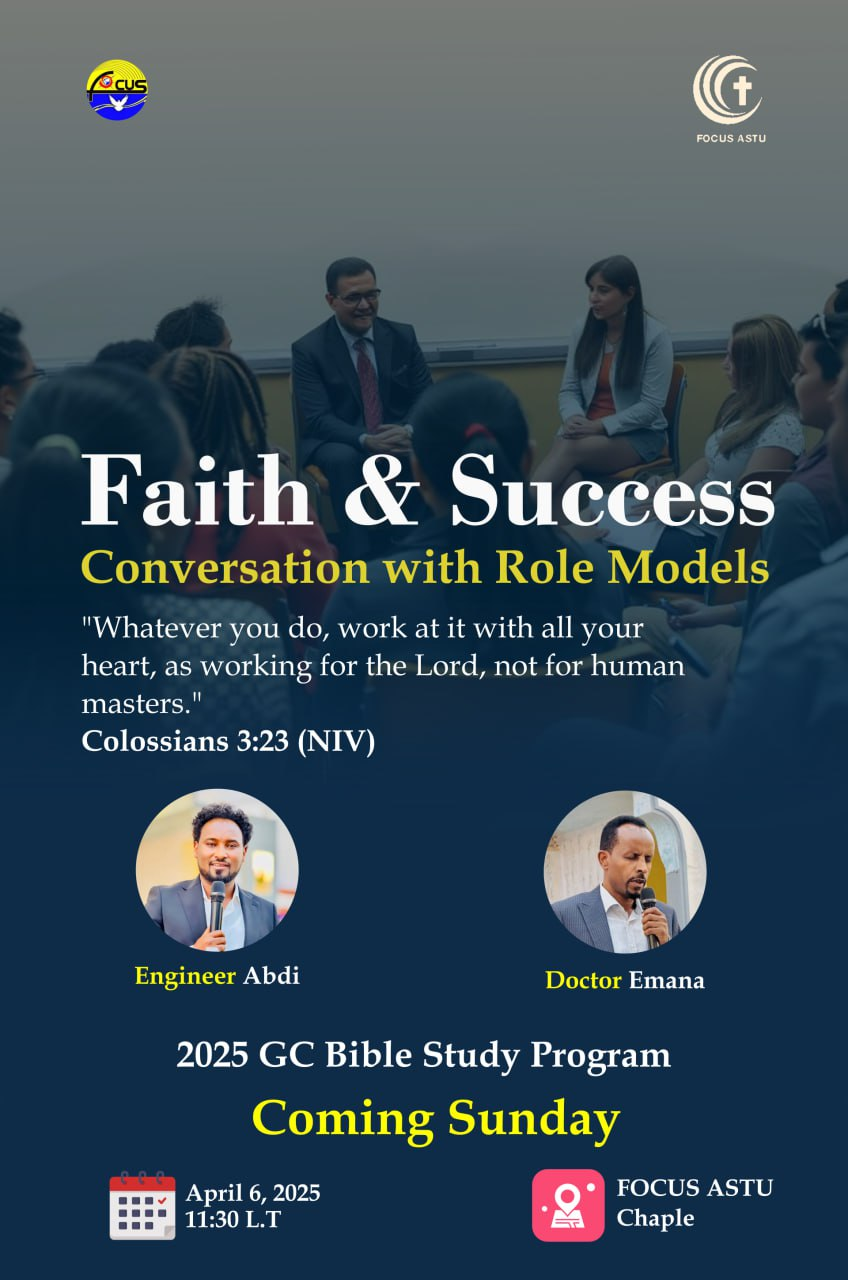 focus
FOCUS ASTU
Faith & Success
Conversation with Role Models
"Whatever you do, work at it with all your
heart, as working for the Lord, not for human
masters."
Colossians 3:23 (NIV)
Engineer Abdi
Doctor Emana
2025 GC Bible Study Program
Coming Sunday
April 6, 2025
11:30 L.T
FOCUS ASTU
Chaple